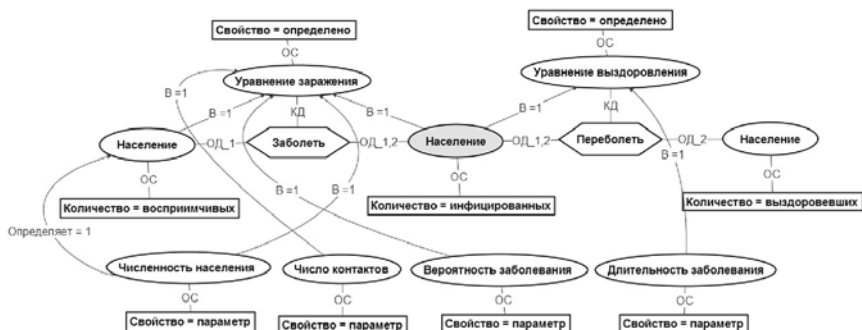 Свойство = определено
Свойство = определено
ОС
ОС
Уравнение заражения
Уравнение выздоровления
В =1
В =1
КД
В =1
В =1
КД
Население
ОД_1
Заболеть
ОД_1,2
Население
ОД_1,2
Переболеть
ОД_2
Население
В =1
ОС
В =1
В =1
ОС
ОС
Количество = восприимчивых
Количество = инфицированных
Количество = выздоровевших
Определяет = 1
Численность населения
Число контактов
Вероятность заболевания
Длительность заболевания
ОС
ОС
ОС
ОС
Свойство = параметр
Свойство = параметр
Свойство = параметр
Свойство = параметр